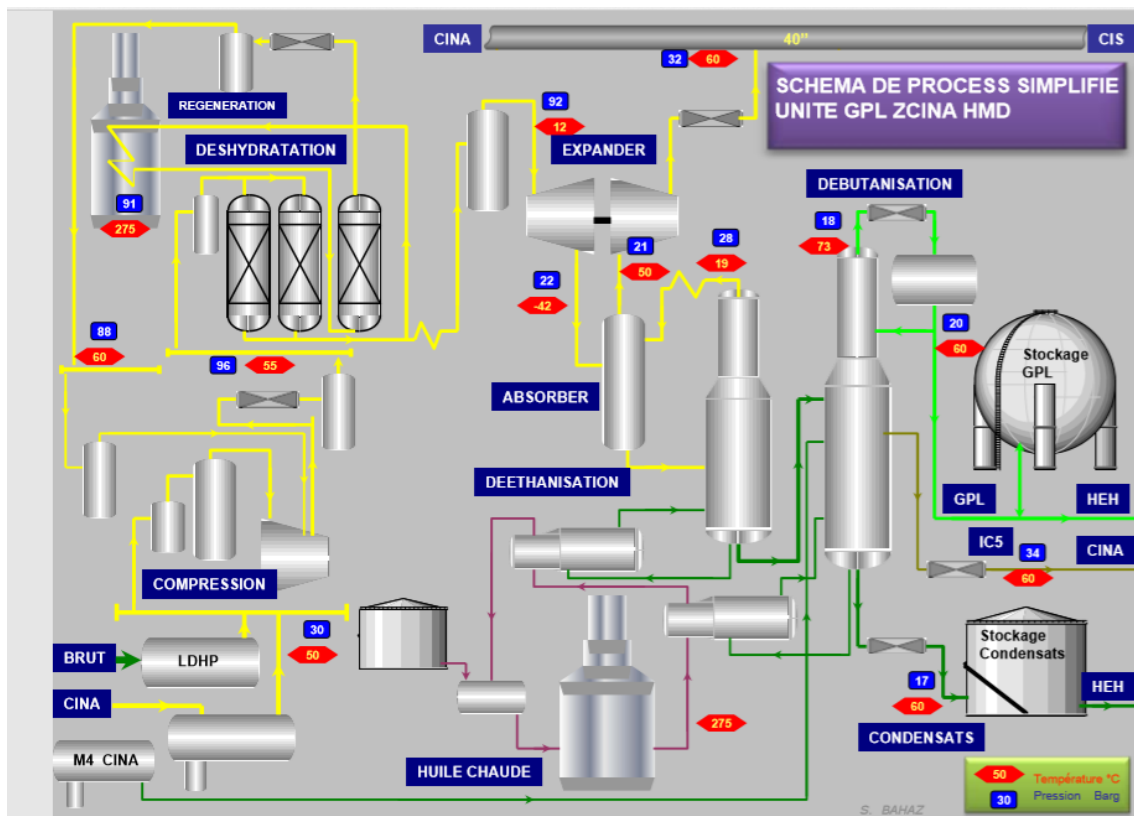 CINA
40"
CIS
32
60
SCHEMA DE PROCESS SIMPLIFIE
UNITE GPL ZCINA HMD
REGENERATION
92
12
DESHYDRATATION
EXPANDER
DEBUTANISATION
91
275
18
73
28
19
21
50
22
-42
88
60
96
55
20
60
Stockage
GPL
ABSORBER
DEETHANISATION
GPL
HEH
IC5
34
60
CINA
COMPRESSION
30
50
BRUT
LDHP
CINA
M4 CINA
Stockage
Condensats
17
60
HEH
275
CONDENSATS
HUILE CHAUDE
50
Température °C
30
Pression Barg
S. BAHAZ